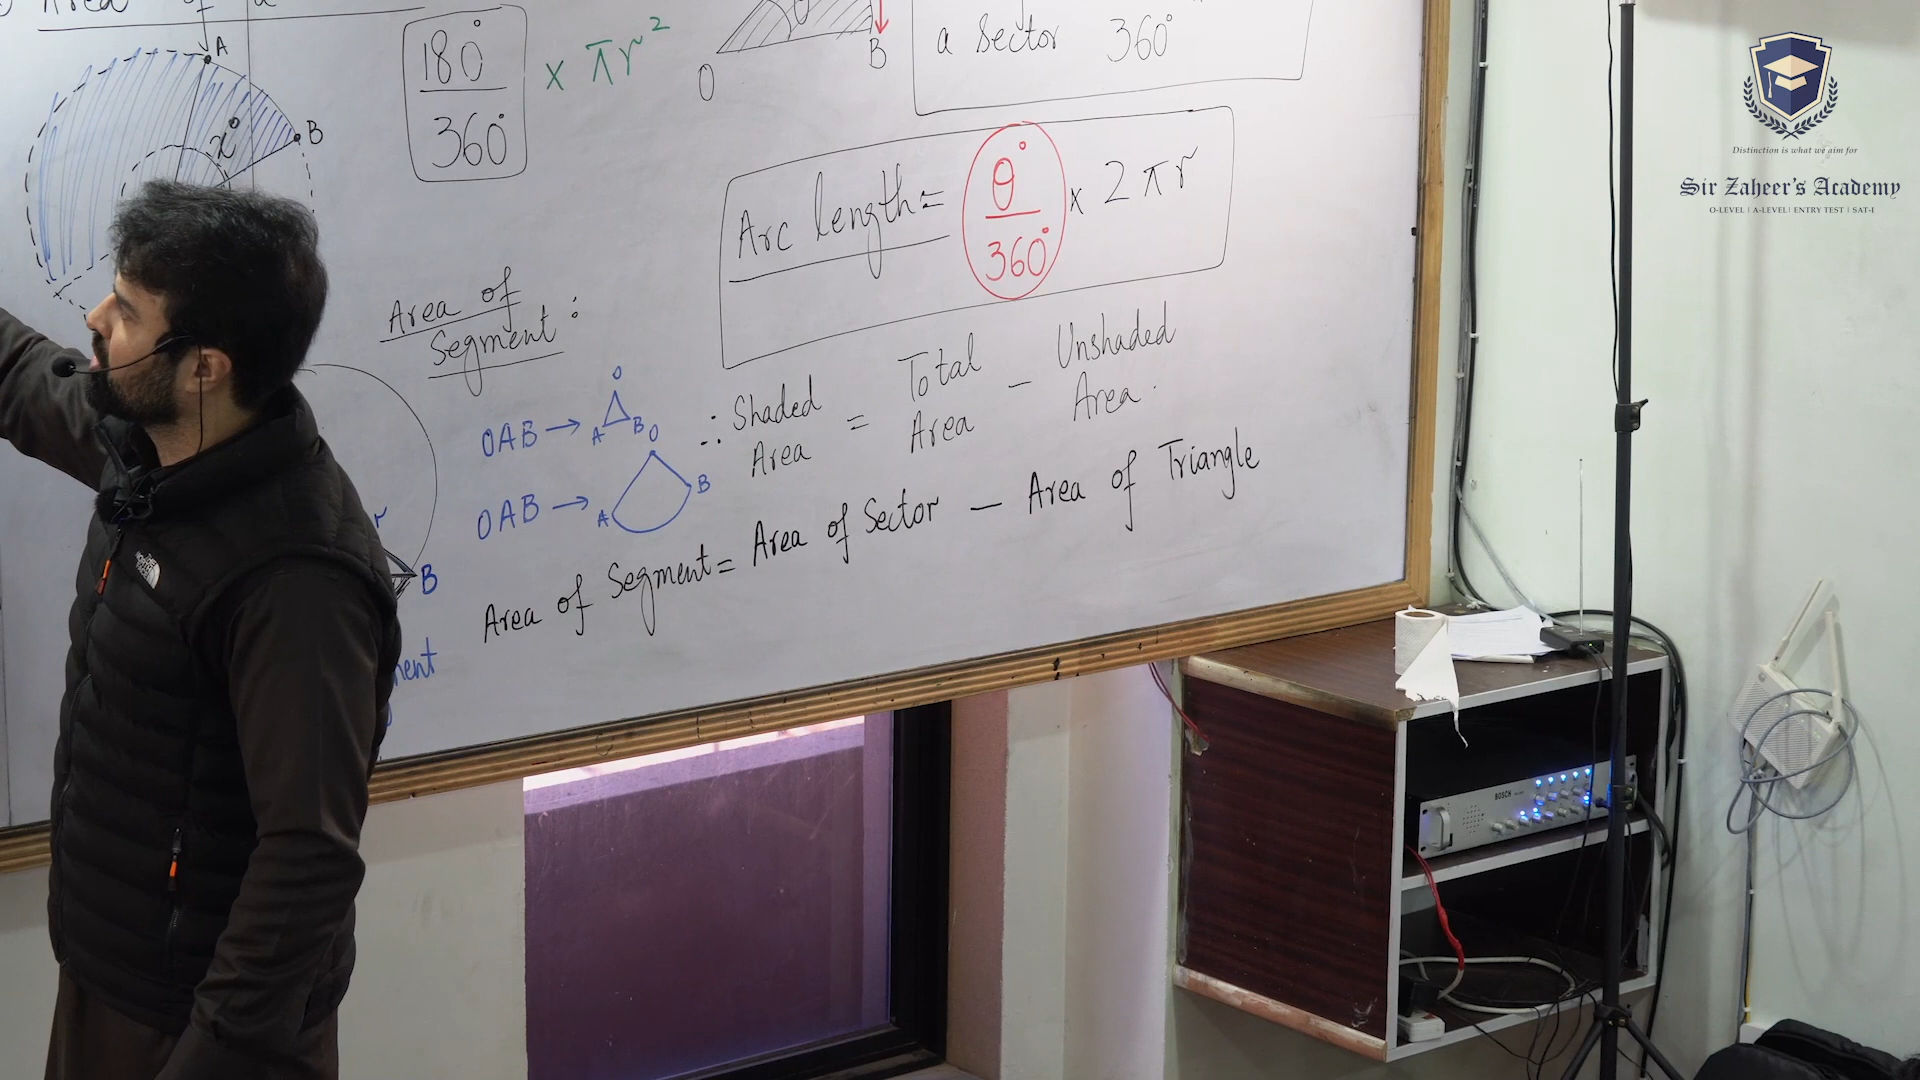 Area of a
A
B
x°
180°
360°
× πr²
O
B
a Sector 360°
Arc length = θ°
360°
× 2πr
Area of
Segment :
OAB → O
A B
OAB → O
A B
∴ Shaded
Area = Total
Area – Unshaded
Area.
Area of Segment = Area of Sector – Area of Triangle
r
B
ment
Distinction is what we aim for
Sir Zaheer's Academy
O-LEVEL | A-LEVEL | ENTRY TEST | SAT-I
BOSCH